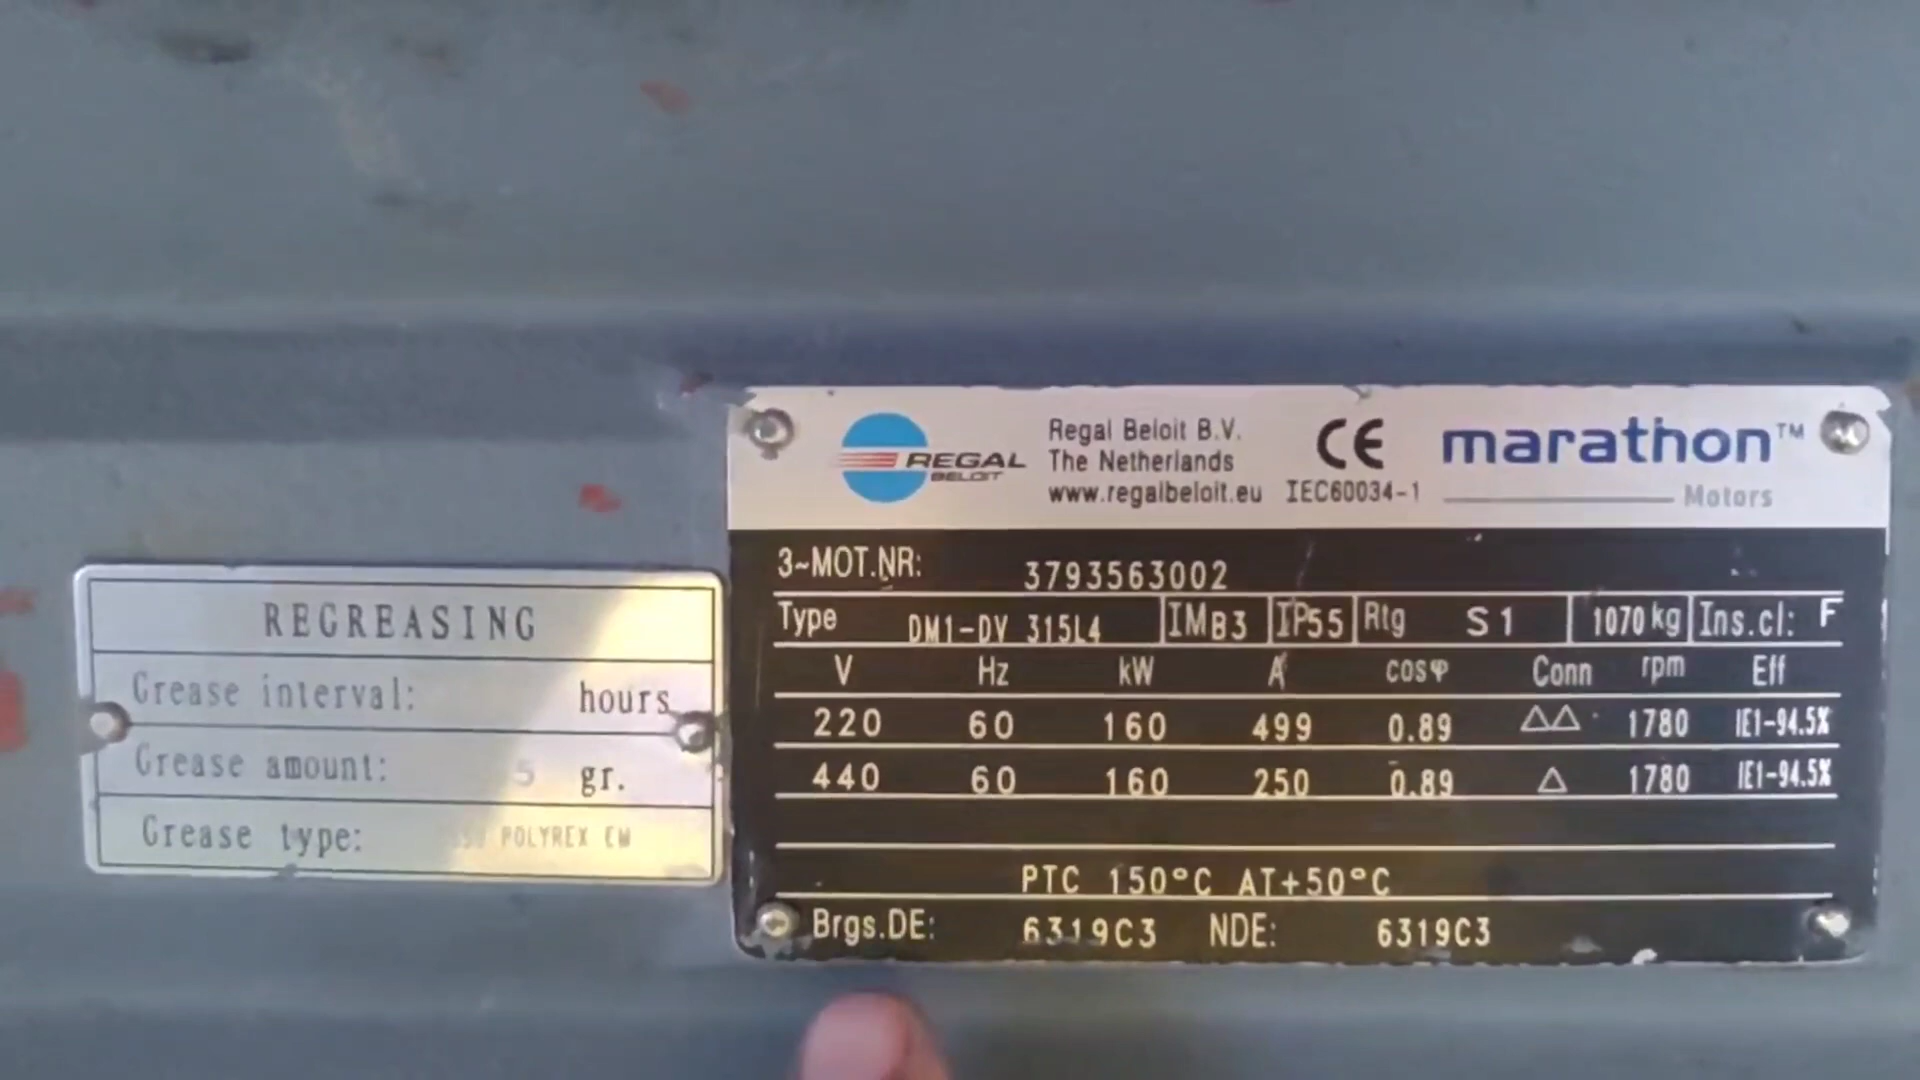 REGREASING
Grease interval: hours
Grease amount: 5 gr.
Grease type: POLYREX EM
REGAL
BELOIT
Regal Beloit B.V.
The Netherlands
www.regalbeloit.eu
CE
IEC60034-1
marathon™
Motors
3~MOT.NR: 3793563002
Type DM1-DV 315L4 IM B3 IP55 Rtg S1 1070 kg Ins.cl: F
V Hz kW A cosφ Conn rpm Eff
220 60 160 499 0.89 △△ 1780 IE1-94.5%
440 60 160 250 0.89 △ 1780 IE1-94.5%
PTC 150°C AT+50°C
Brgs.DE: 6319C3 NDE: 6319C3